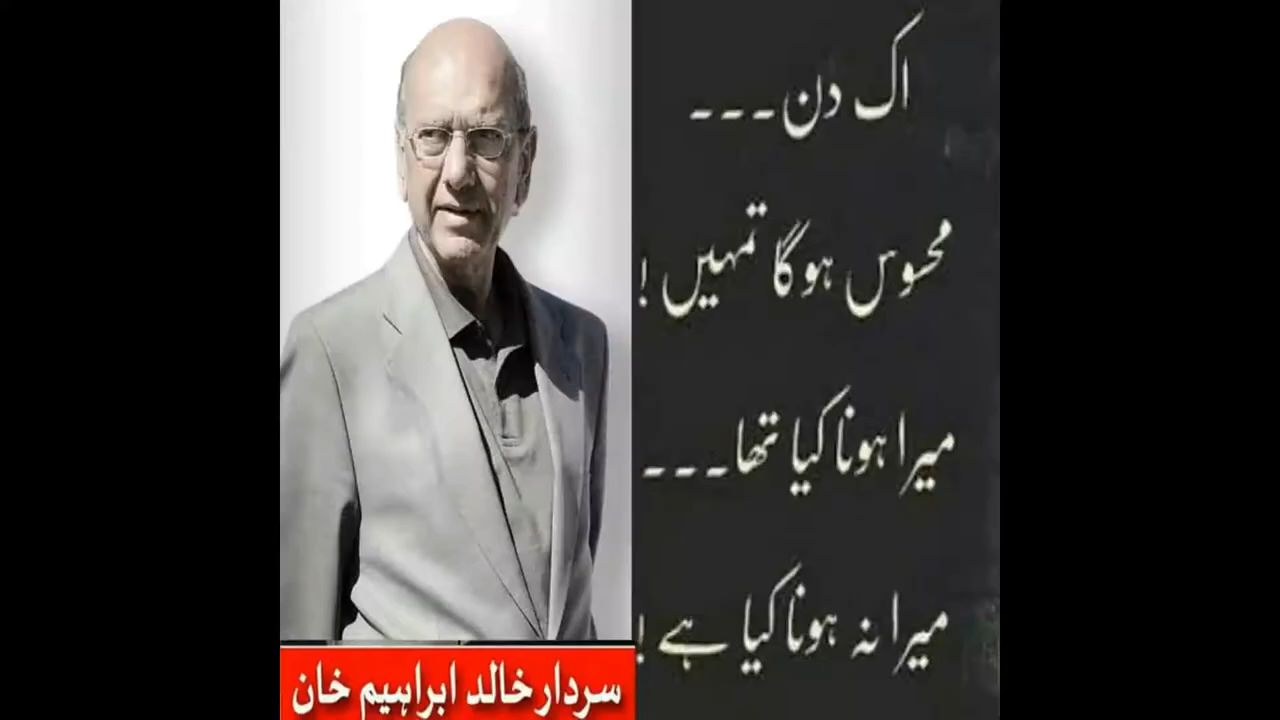 اک دن۔۔۔
محسوس ہوگا تمہیں!
میرا ہونا کیا تھا۔۔۔
میرا نہ ہونا کیا ہے!
سردار خالد ابراہیم خان